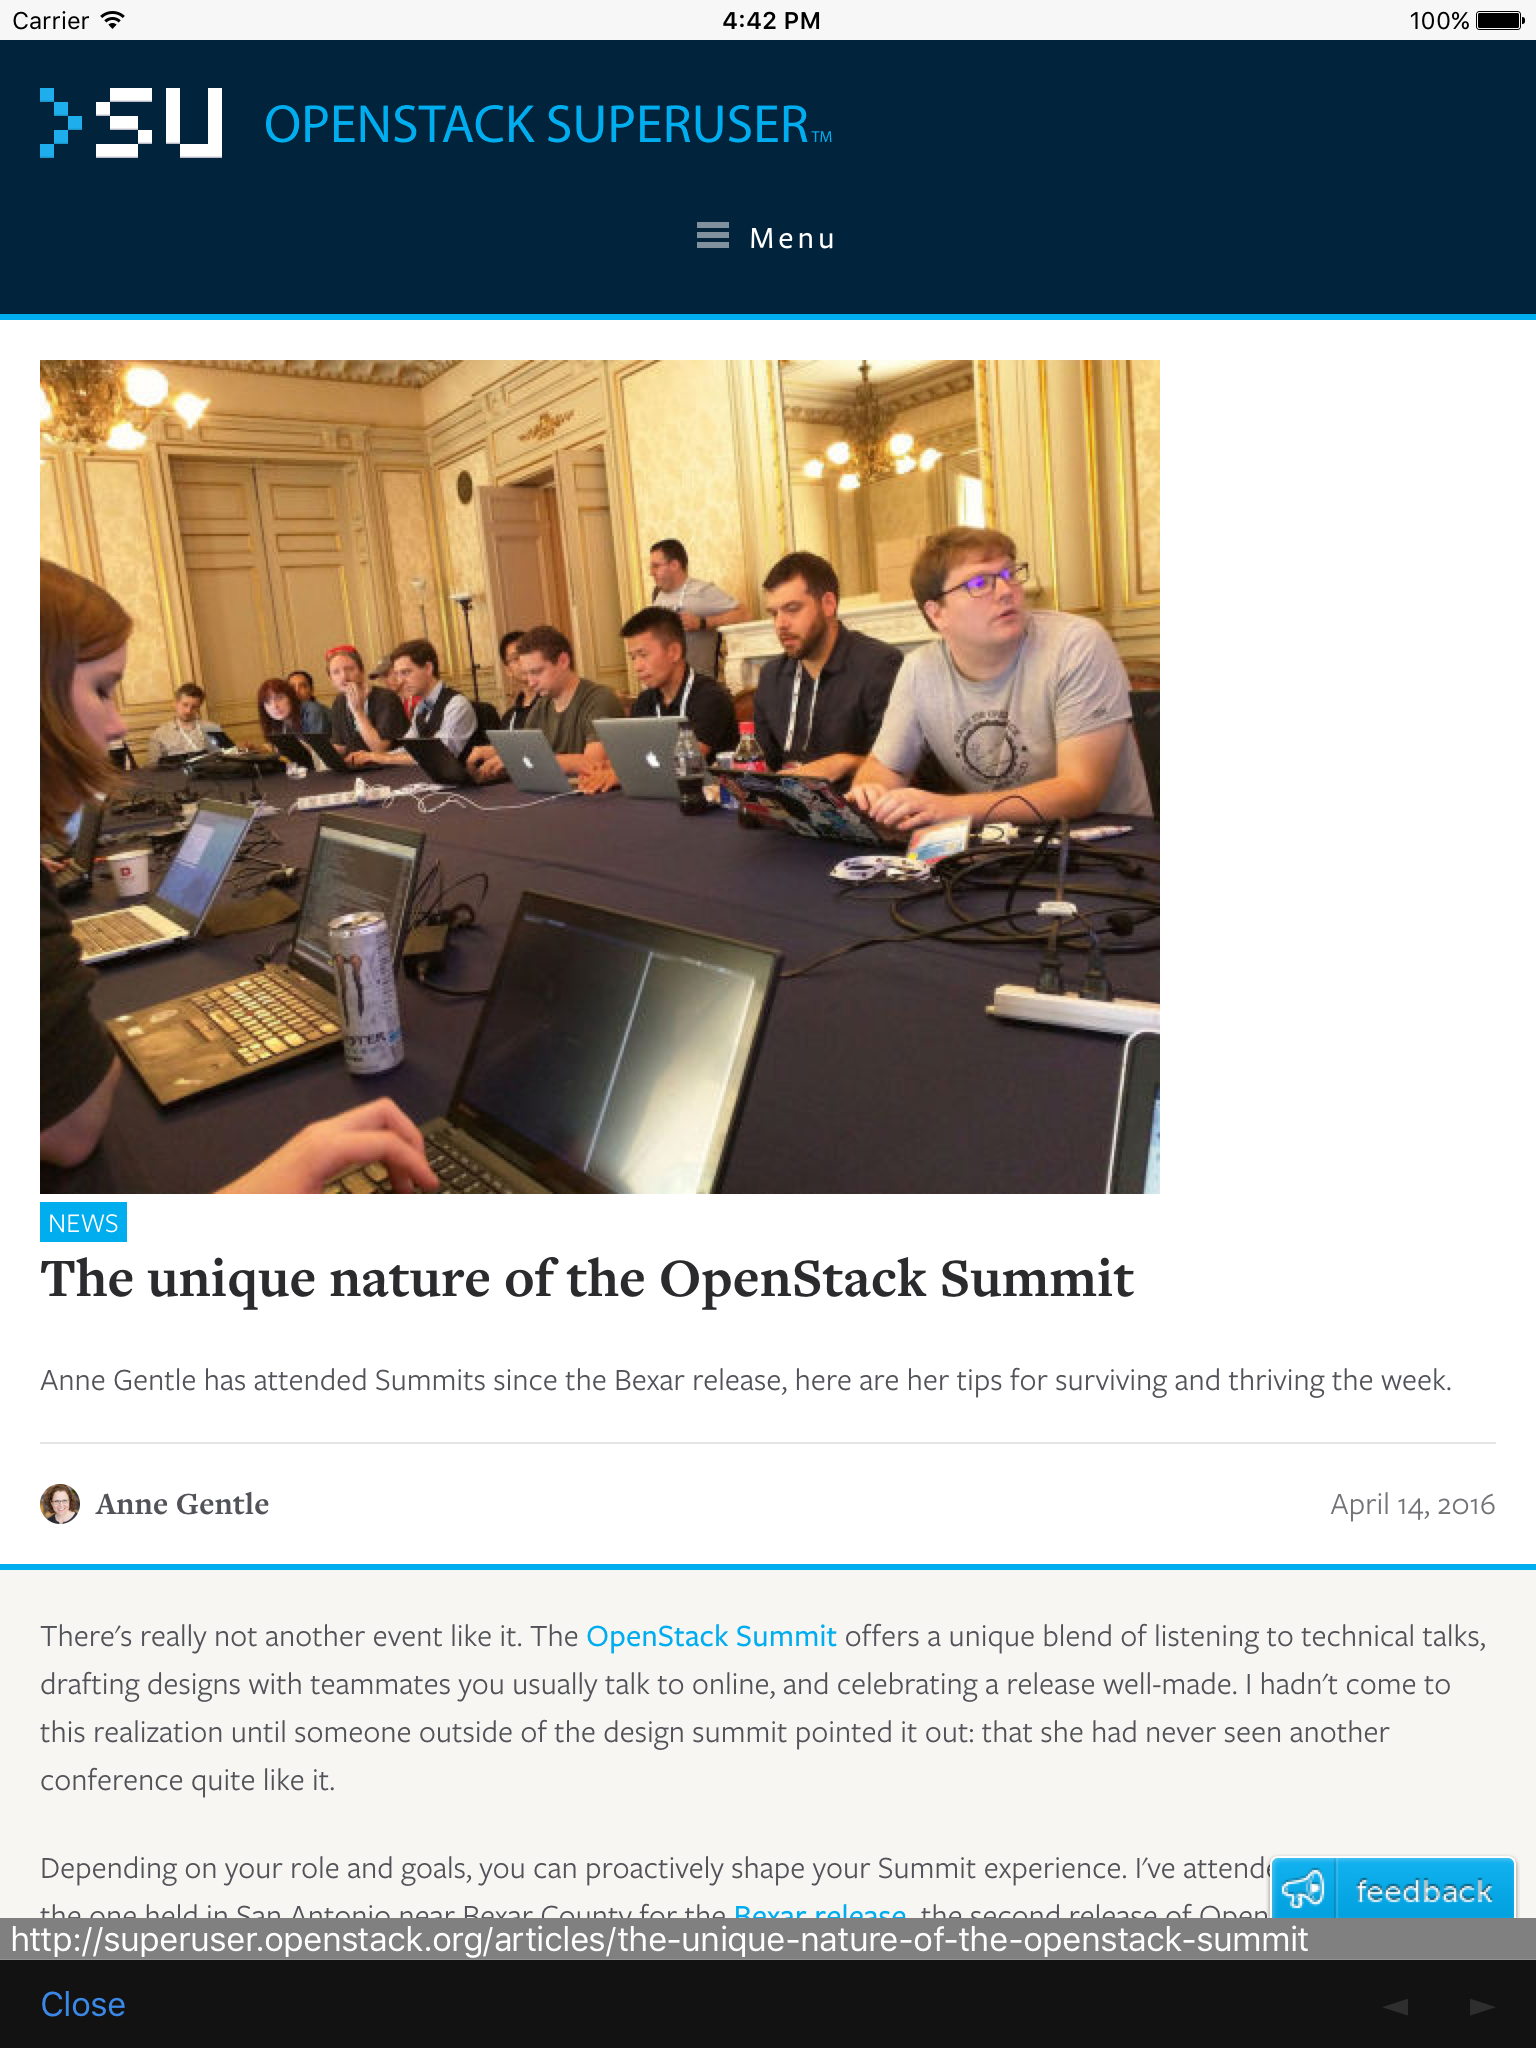 Carrier 4:42 PM 100%
SU OPENSTACK SUPERUSER™
Menu
NEWS
The unique nature of the OpenStack Summit
Anne Gentle has attended Summits since the Bexar release, here are her tips for surviving and thriving the week.
Anne Gentle April 14, 2016
There's really not another event like it. The OpenStack Summit offers a unique blend of listening to technical talks,
drafting designs with teammates you usually talk to online, and celebrating a release well-made. I hadn't come to
this realization until someone outside of the design summit pointed it out: that she had never seen another
conference quite like it.
Depending on your role and goals, you can proactively shape your Summit experience. I've attende
feedback
the one held in San Antonio near Bexar County for the Bexar release, the second release of Open
http://superuser.openstack.org/articles/the-unique-nature-of-the-openstack-summit
Close